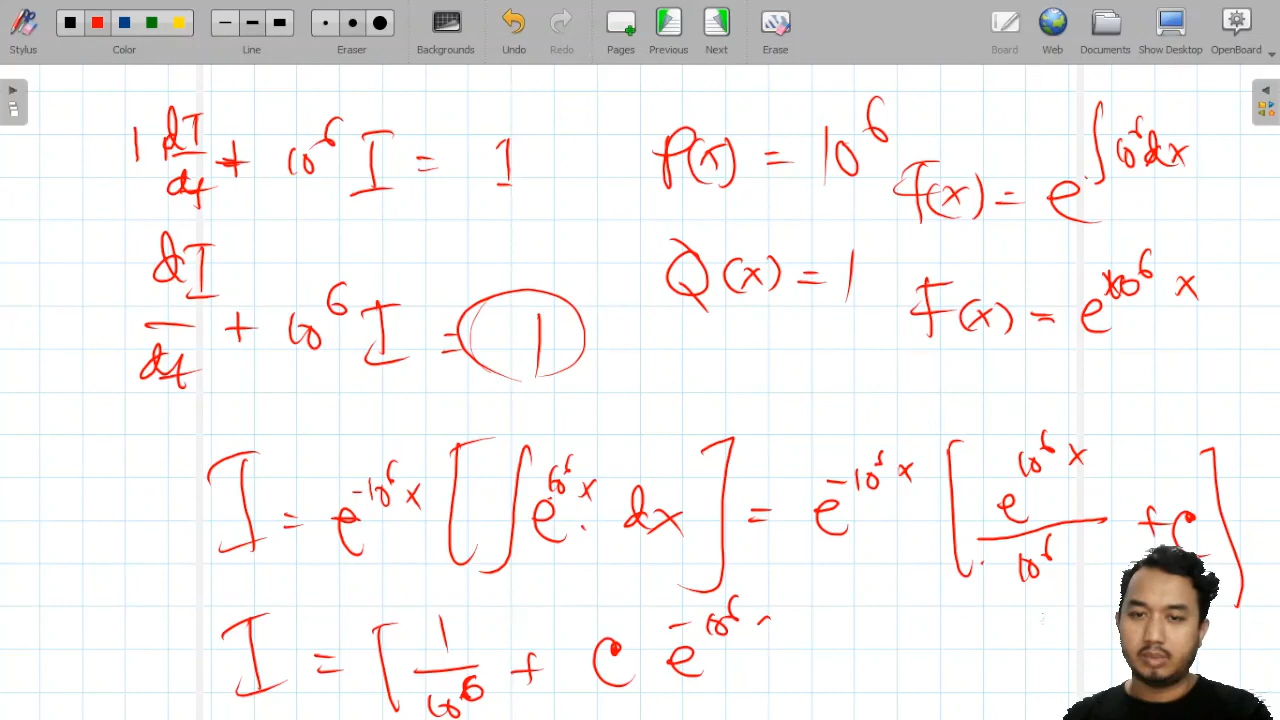 Stylus Color Line Eraser Backgrounds Undo Redo Pages Previous Next Erase Board Web Documents Show Desktop OpenBoard
1 dI/dt + 10^6 I = 1
P(x) = 10^6
F(x) = e^∫10^6 dx
dI/dt + 10^6 I = 1
Q(x) = 1
F(x) = e^10^6 x
I = e^-10^6 x [∫ e^10^6 x dx] = e^-10^6 x [e^10^6 x / 10^6 + C]
I = [1/10^6 + C e^-10^6